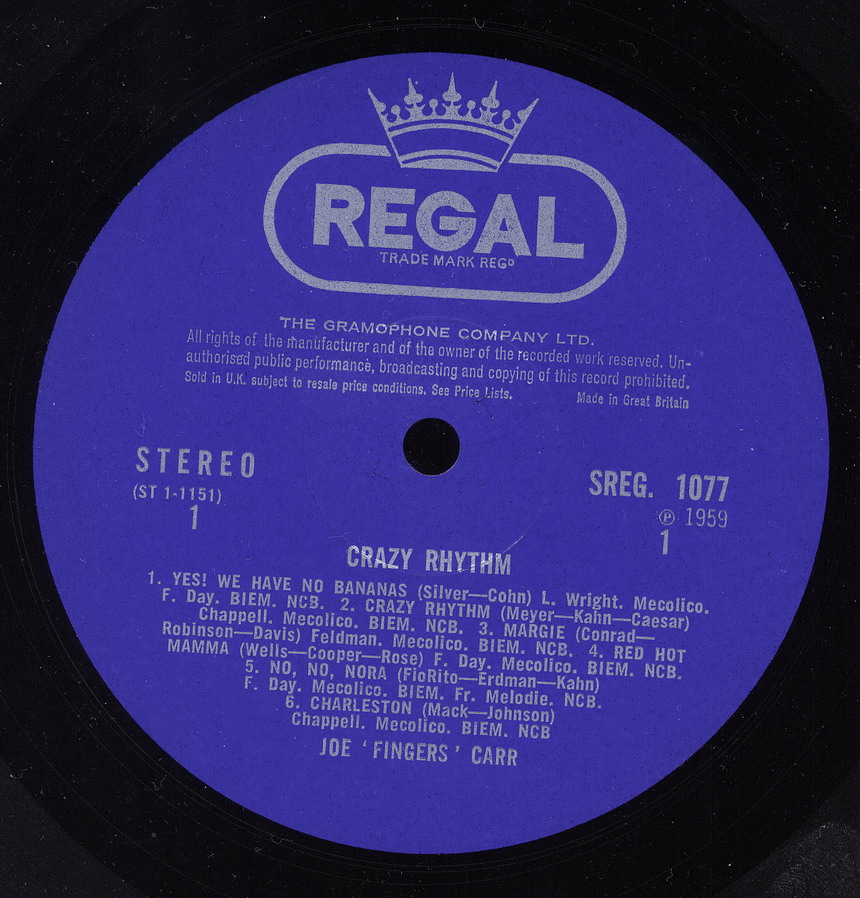 REGAL
TRADE MARK REGD
THE GRAMOPHONE COMPANY LTD.
All rights of the manufacturer and of the owner of the recorded work reserved. Un-
authorised public performance, broadcasting and copying of this record prohibited.
Sold in U.K. subject to resale price conditions. See Price Lists.
Made in Great Britain
STEREO
(ST 1-1151)
1
SREG. 1077
℗ 1959
1
CRAZY RHYTHM
1. YES! WE HAVE NO BANANAS (Silver—Cohn) L. Wright. Mecolico.
F. Day. BIEM. NCB. 2. CRAZY RHYTHM (Meyer—Kahn—Caesar)
Chappell. Mecolico. BIEM. NCB. 3. MARGIE (Conrad—
Robinson—Davis) Feldman. Mecolico. BIEM. NCB. 4. RED HOT
MAMMA (Wells—Cooper—Rose) F. Day. Mecolico. BIEM. NCB.
5. NO, NO, NORA (FioRito—Erdman—Kahn)
F. Day. Mecolico. BIEM. Fr. Melodie. NCB.
6. CHARLESTON (Mack—Johnson)
Chappell. Mecolico. BIEM. NCB
JOE ‘FINGERS’ CARR